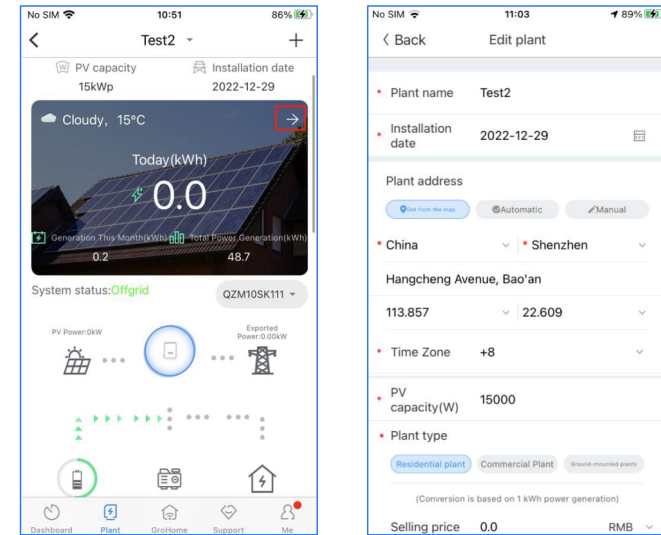 No SIM 10:51 86%
Test2
PV capacity Installation date
15kWp 2022-12-29
Cloudy, 15°C
Today(kWh)
0.0
Generation This Month(kWh) Total Power Generation(kWh)
0.2 48.7
System status:Offgrid QZM10SK111
PV Power:0kW Exported
Power:0.00kW
Dashboard Plant GroHome Support Me
No SIM 11:03 89%
Back Edit plant
* Plant name Test2
* Installation
date 2022-12-29
Plant address
Get from the map Automatic Manual
* China * Shenzhen
Hangcheng Avenue, Bao'an
113.857 22.609
* Time Zone +8
* PV
capacity(W) 15000
* Plant type
Residential plant Commercial Plant Ground-mounted plants
(Conversion is based on 1 kWh power generation)
Selling price 0.0 RMB